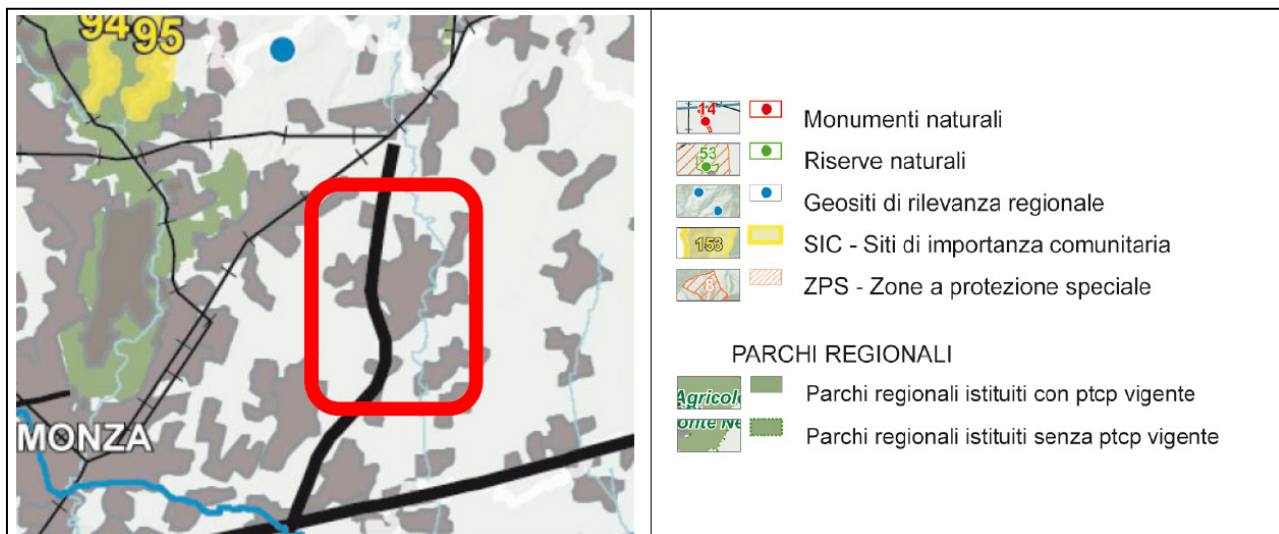 94 95
MONZA
14
Monumenti naturali
53
Riserve naturali
Geositi di rilevanza regionale
153
SIC - Siti di importanza comunitaria
8
ZPS - Zone a protezione speciale
PARCHI REGIONALI
Agricolo
Parchi regionali istituiti con ptcp vigente
onte Ne
Parchi regionali istituiti senza ptcp vigente